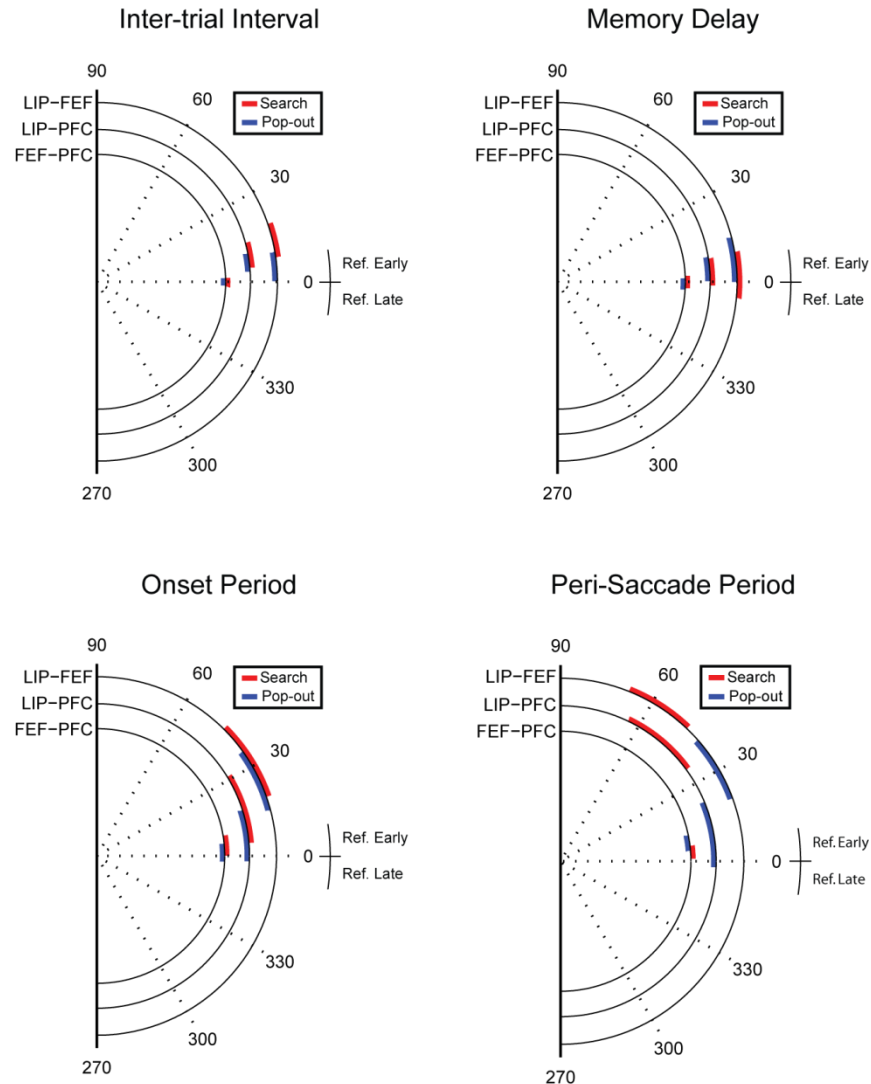 Inter-trial Interval
90
LIP–FEF
LIP–PFC
FEF–PFC
60
Search
Pop-out
30
Ref. Early
0
Ref. Late
330
300
270
Memory Delay
90
LIP–FEF
LIP–PFC
FEF–PFC
60
Search
Pop-out
30
Ref. Early
0
Ref. Late
330
300
270
Onset Period
90
LIP–FEF
LIP–PFC
FEF–PFC
60
Search
Pop-out
30
Ref. Early
0
Ref. Late
330
300
270
Peri-Saccade Period
90
LIP–FEF
LIP–PFC
FEF–PFC
60
Search
Pop-out
30
Ref. Early
0
Ref. Late
330
300
270